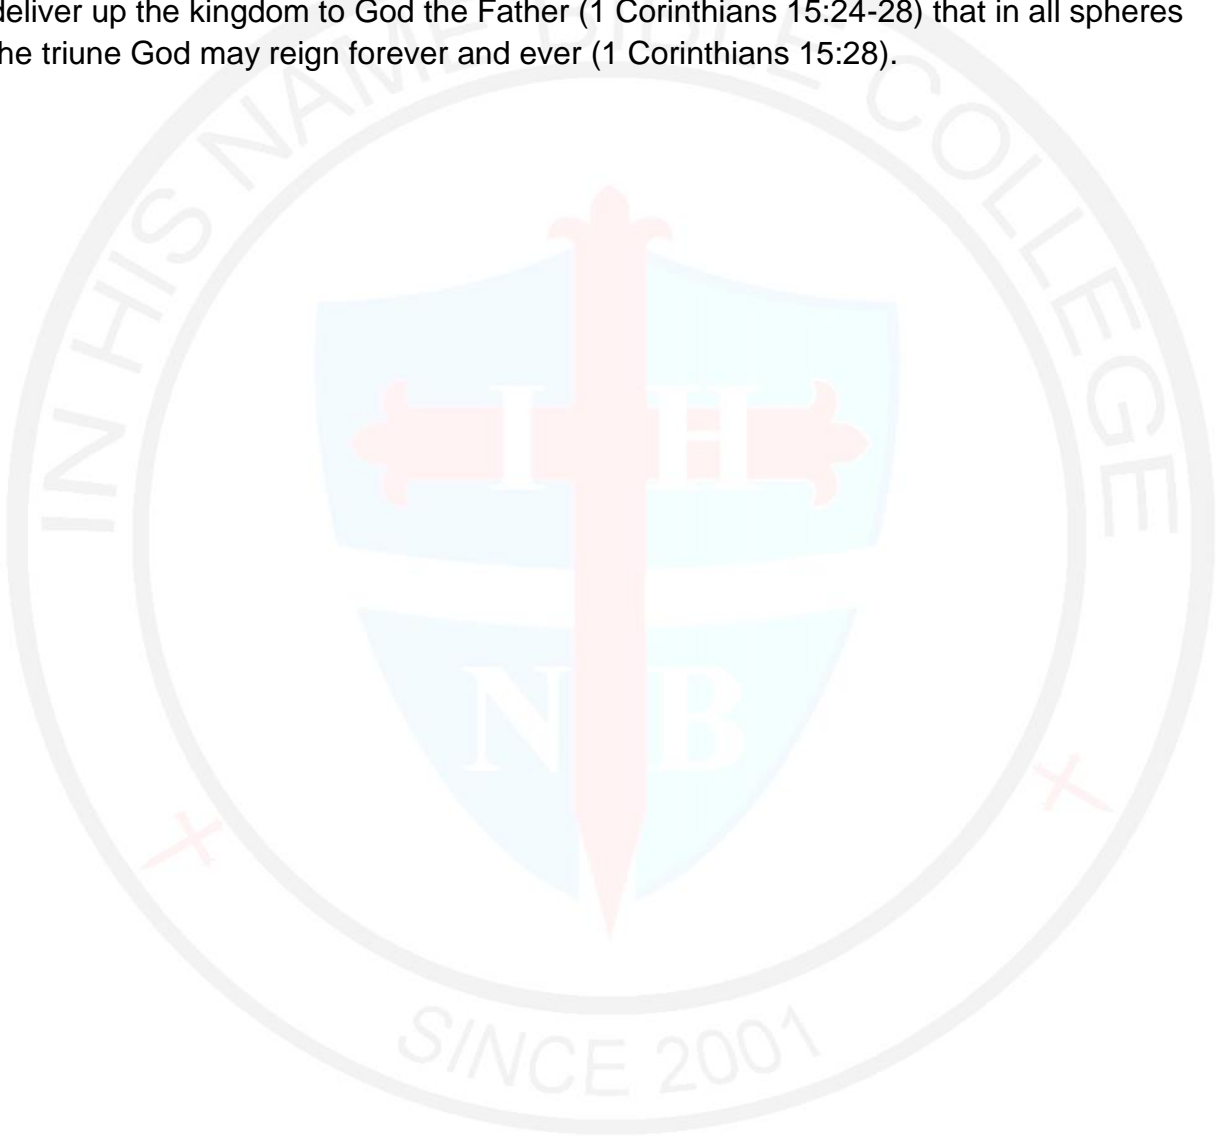 deliver up the kingdom to God the Father (1 Corinthians 15:24-28) that in all spheres
the triune God may reign forever and ever (1 Corinthians 15:28).
IN HIS NAME BIBLE COLLEGE
I H
N B
SINCE 2001